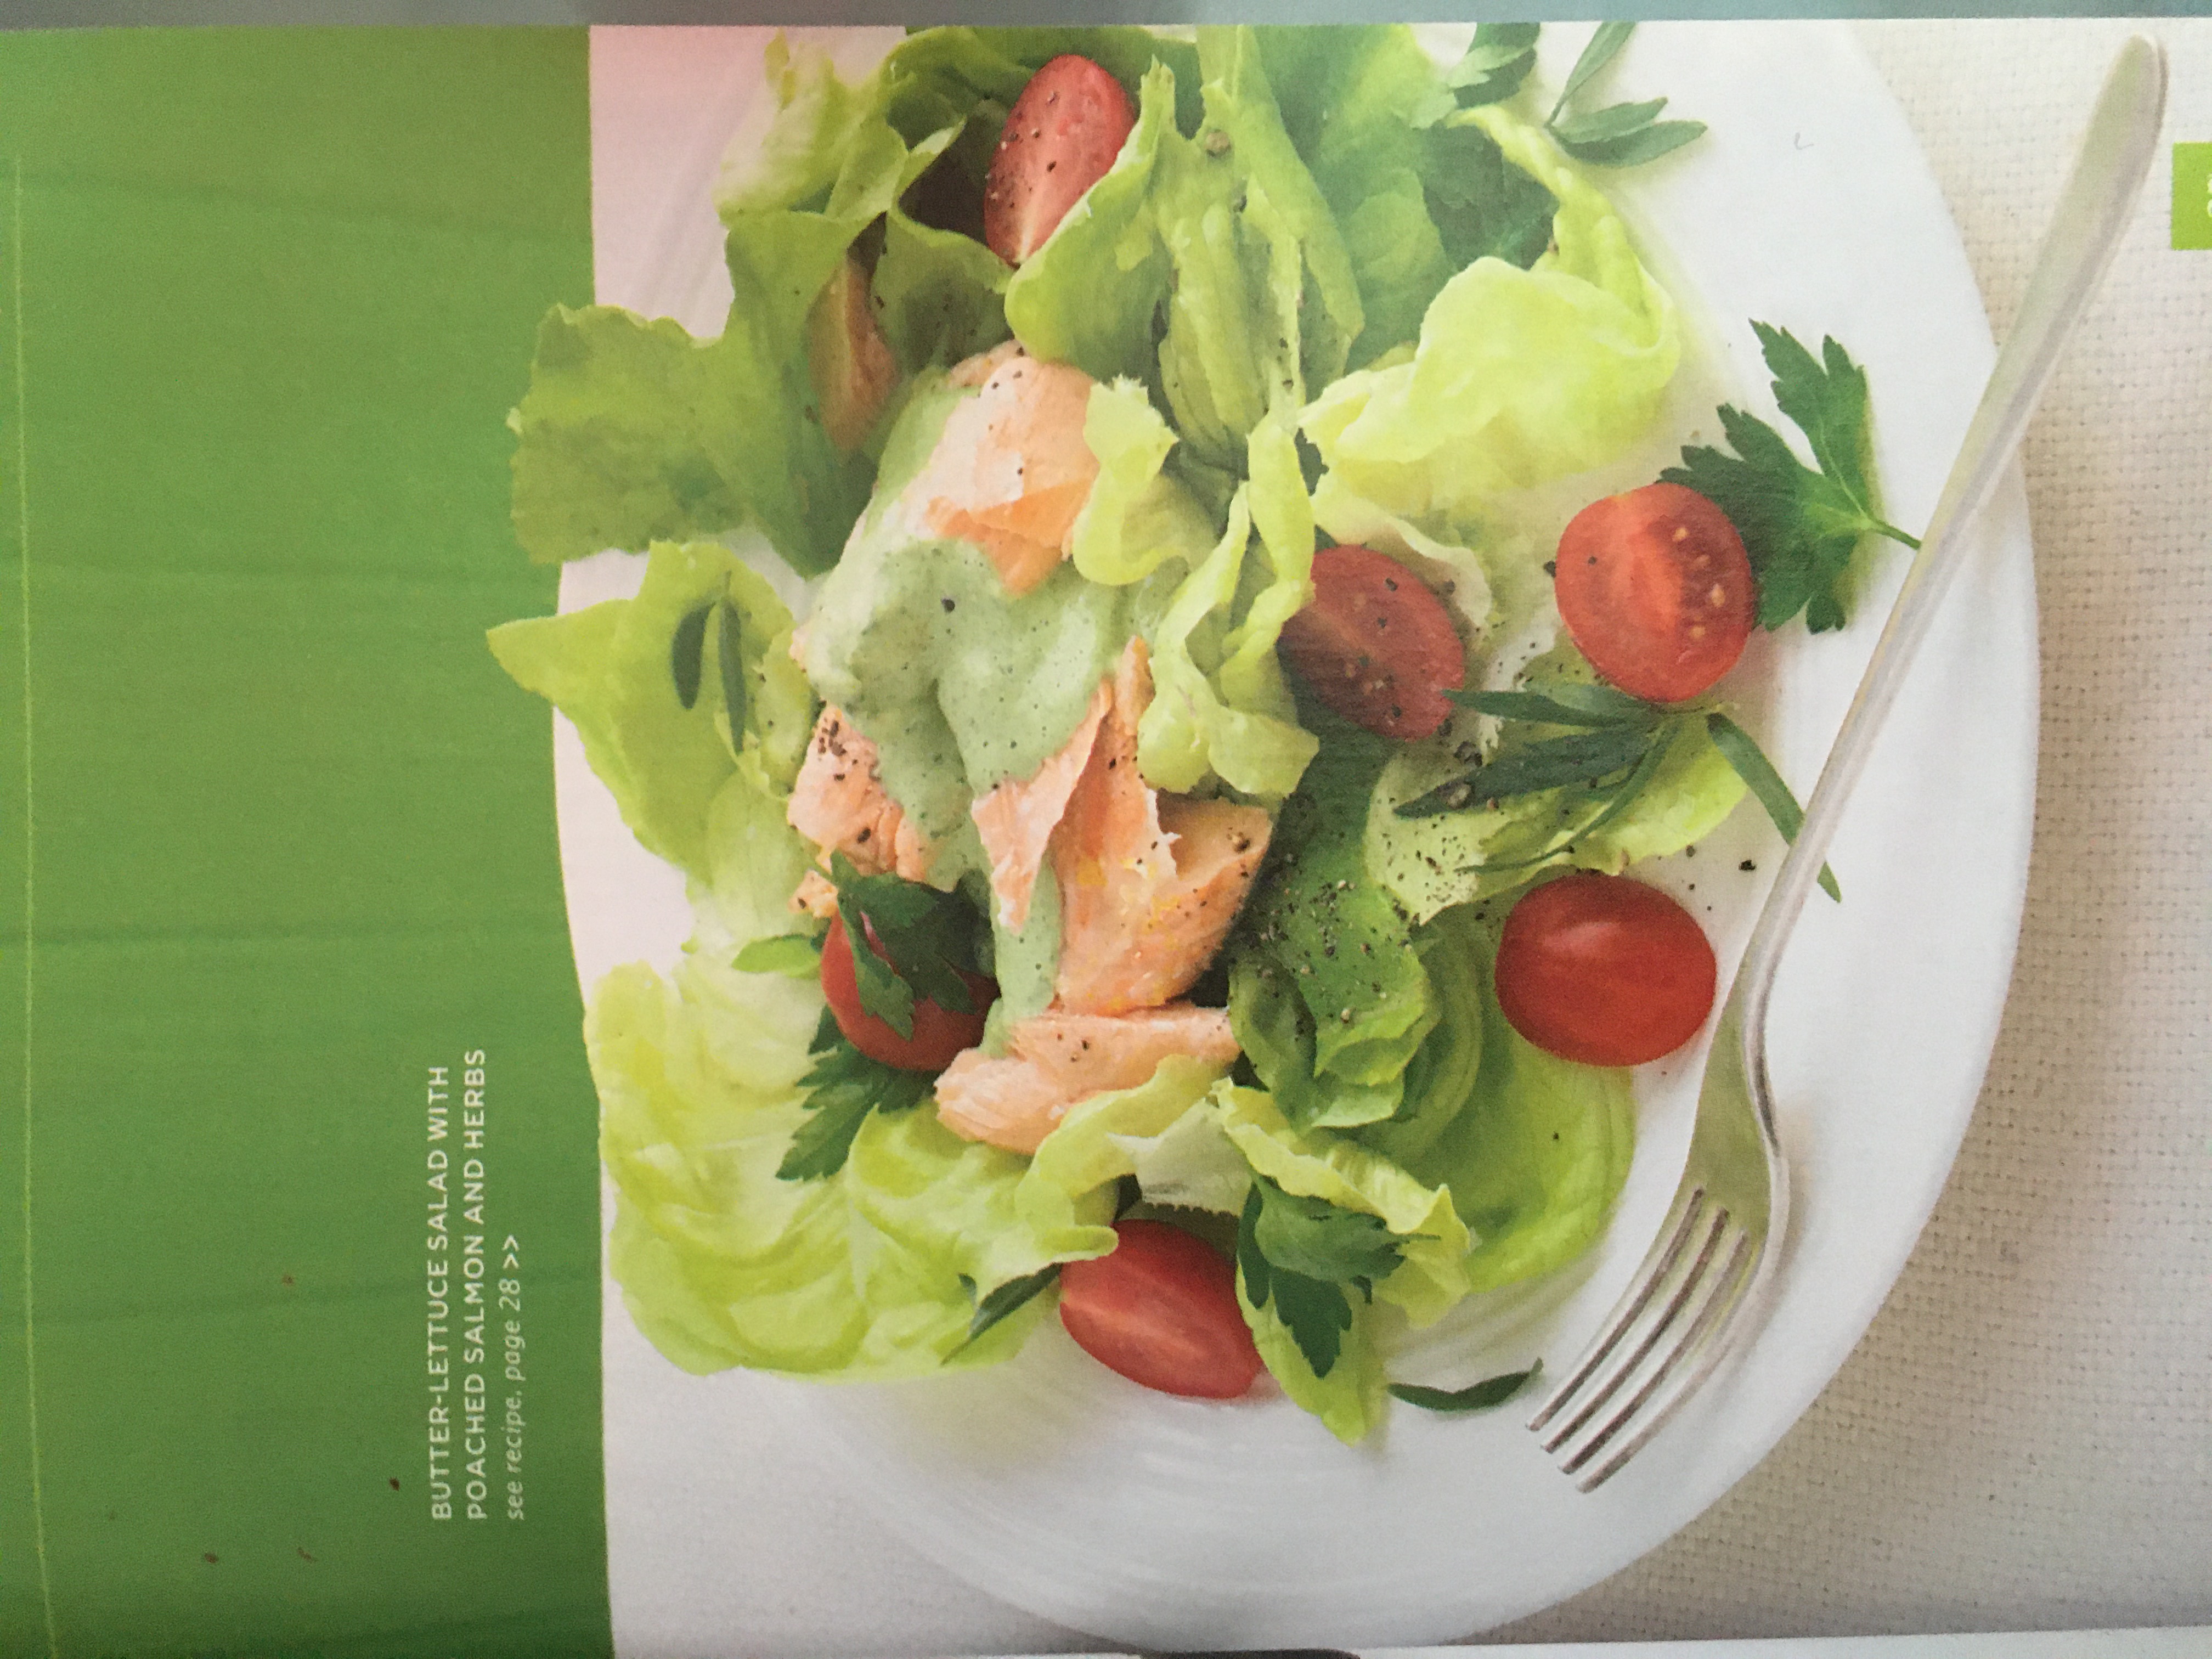 BUTTER-LETTUCE SALAD WITH
POACHED SALMON AND HERBS
see recipe, page 28 >>